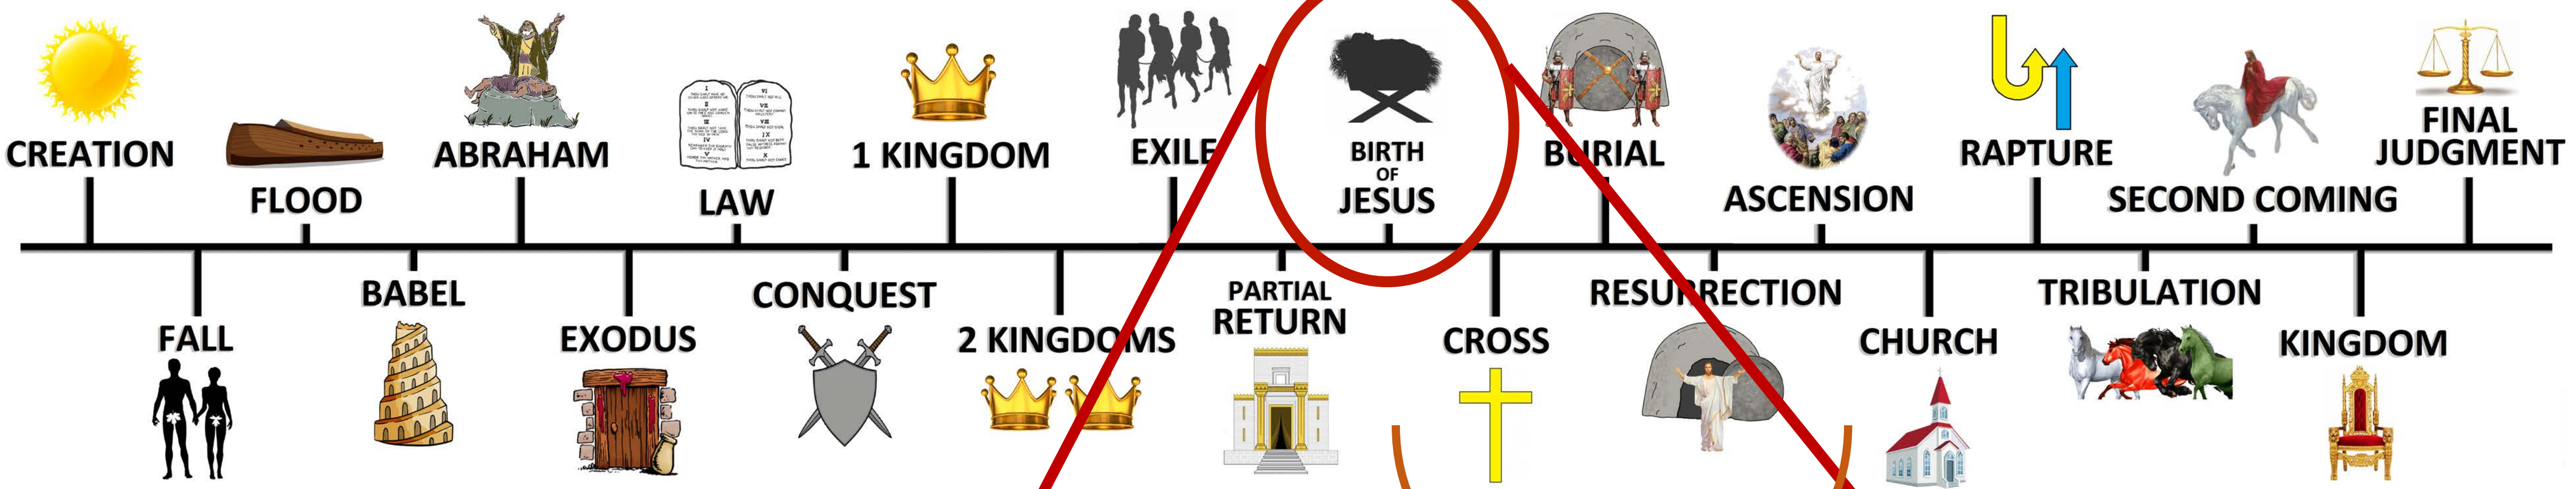 CREATION
FALL
FLOOD
BABEL
ABRAHAM
EXODUS
LAW
CONQUEST
1 KINGDOM
2 KINGDOMS
EXILE
PARTIAL
RETURN
BIRTH
OF
JESUS
CROSS
BURIAL
RESURRECTION
ASCENSION
CHURCH
RAPTURE
TRIBULATION
SECOND COMING
KINGDOM
FINAL
JUDGMENT